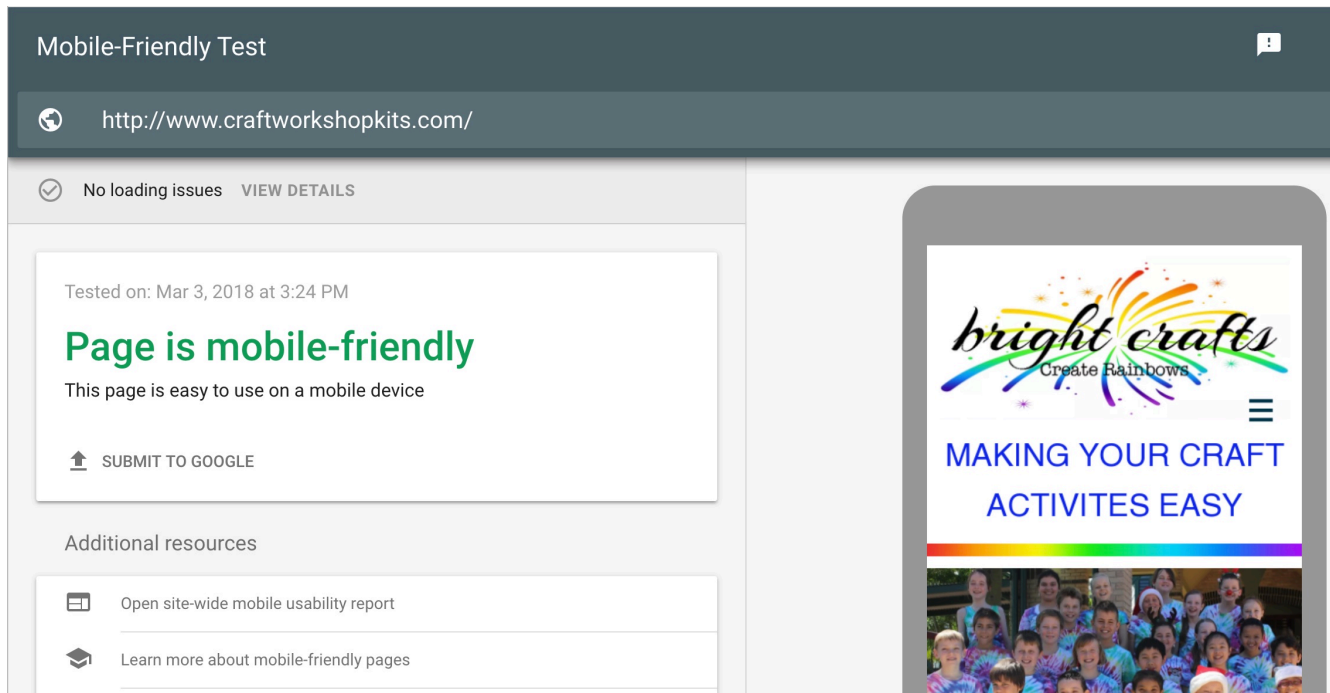 Mobile-Friendly Test
http://www.craftworkshopkits.com/
No loading issues VIEW DETAILS
Tested on: Mar 3, 2018 at 3:24 PM
Page is mobile-friendly
This page is easy to use on a mobile device
SUBMIT TO GOOGLE
Additional resources
Open site-wide mobile usability report
Learn more about mobile-friendly pages
bright crafts
Create Rainbows
MAKING YOUR CRAFT
ACTIVITES EASY